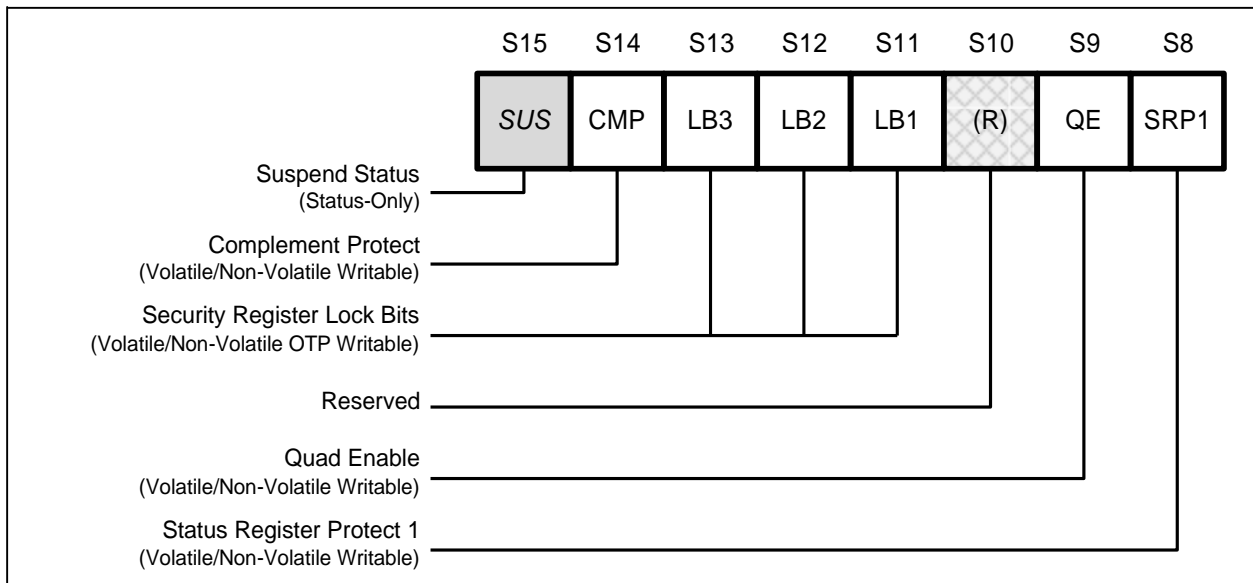 S15 S14 S13 S12 S11 S10 S9 S8
SUS CMP LB3 LB2 LB1 (R) QE SRP1
Suspend Status
(Status-Only)
Complement Protect
(Volatile/Non-Volatile Writable)
Security Register Lock Bits
(Volatile/Non-Volatile OTP Writable)
Reserved
Quad Enable
(Volatile/Non-Volatile Writable)
Status Register Protect 1
(Volatile/Non-Volatile Writable)